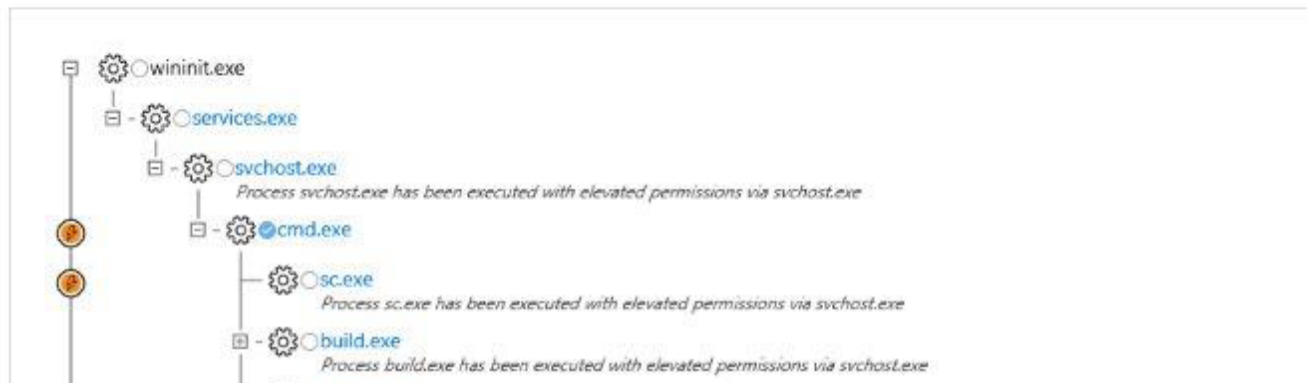 wininit.exe
services.exe
svchost.exe
Process svchost.exe has been executed with elevated permissions via svchost.exe
cmd.exe
sc.exe
Process sc.exe has been executed with elevated permissions via svchost.exe
build.exe
Process build.exe has been executed with elevated permissions via svchost.exe